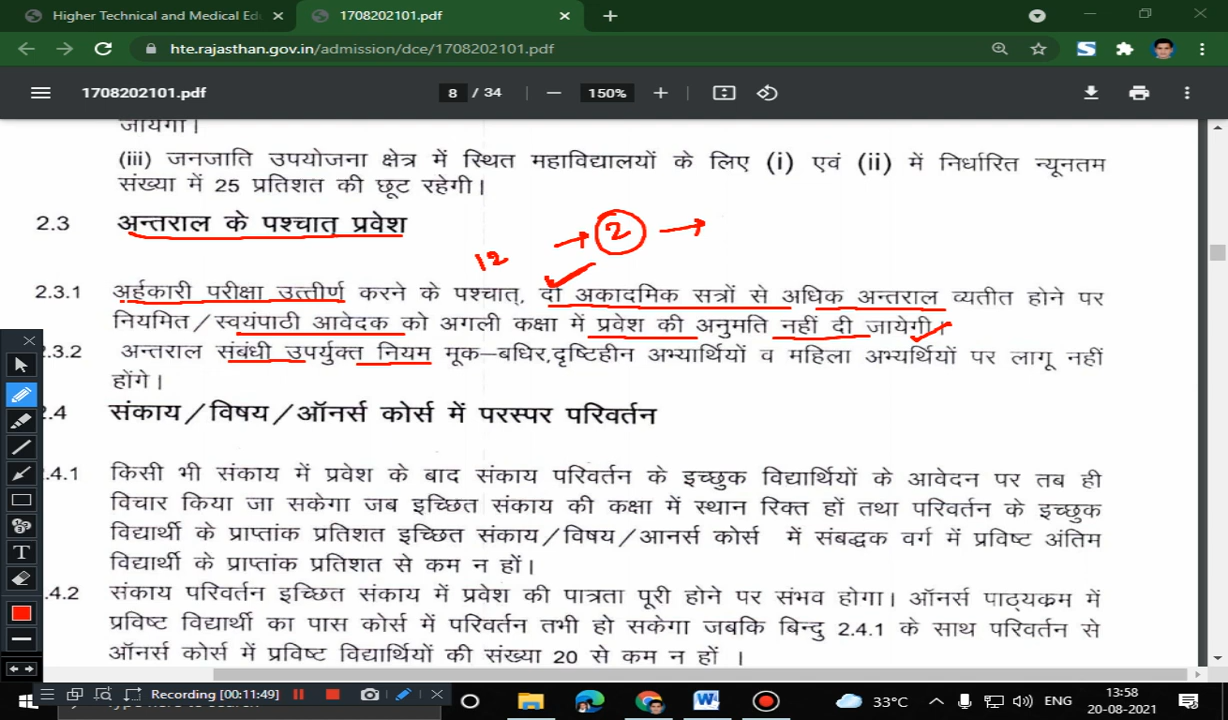 Higher Technical and Medical Ed
1708202101.pdf
hte.rajasthan.gov.in/admission/dce/1708202101.pdf
1708202101.pdf
8 / 34
150%
जायेगा।
(iii) जनजाति उपयोजना क्षेत्र में स्थित महाविद्यालयों के लिए (i) एवं (ii) में निर्धारित न्यूनतम
संख्या में 25 प्रतिशत की छूट रहेगी।
2.3 अन्तराल के पश्चात् प्रवेश
12 → 2 →
2.3.1 अर्हकारी परीक्षा उत्तीर्ण करने के पश्चात्, दो अकादमिक सत्रों से अधिक अन्तराल व्यतीत होने पर
नियमित/स्वयंपाठी आवेदक को अगली कक्षा में प्रवेश की अनुमति नहीं दी जायेगी।
2.3.2 अन्तराल संबंधी उपर्युक्त नियम मूक–बधिर,दृष्टिहीन अभ्यार्थियों व महिला अभ्यर्थियों पर लागू नहीं
होंगे।
2.4 संकाय/विषय/ऑनर्स कोर्स में परस्पर परिवर्तन
2.4.1 किसी भी संकाय में प्रवेश के बाद संकाय परिवर्तन के इच्छुक विद्यार्थियों के आवेदन पर तब ही
विचार किया जा सकेगा जब इच्छित संकाय की कक्षा में स्थान रिक्त हों तथा परिवर्तन के इच्छुक
विद्यार्थी के प्राप्तांक प्रतिशत इच्छित संकाय/विषय/आनर्स कोर्स में संबद्धक वर्ग में प्रविष्ट अंतिम
विद्यार्थी के प्राप्तांक प्रतिशत से कम न हों।
.4.2 संकाय परिवर्तन इच्छित संकाय में प्रवेश की पात्रता पूरी होने पर संभव होगा। ऑनर्स पाठ्यक्रम में
प्रविष्ट विद्यार्थी का पास कोर्स में परिवर्तन तभी हो सकेगा जबकि बिन्दु 2.4.1 के साथ परिवर्तन से
ऑनर्स कोर्स में प्रविष्ट विद्यार्थियों की संख्या 20 से कम न हों ।
T
Recording [00:11:49]
33°C
ENG
13:58
20-08-2021